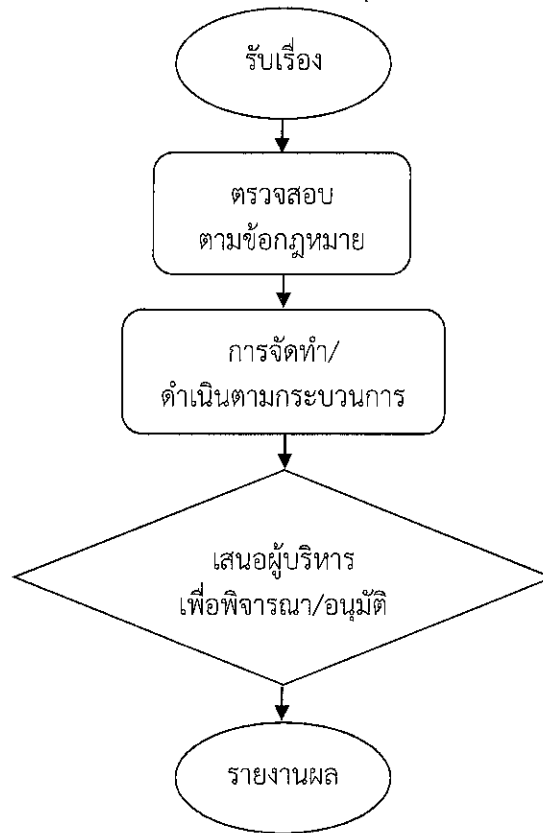 รับเรื่อง
ตรวจสอบ
ตามข้อกฎหมาย
การจัดทำ/
ดำเนินตามกระบวนการ
เสนอผู้บริหาร
เพื่อพิจารณา/อนุมัติ
รายงานผล